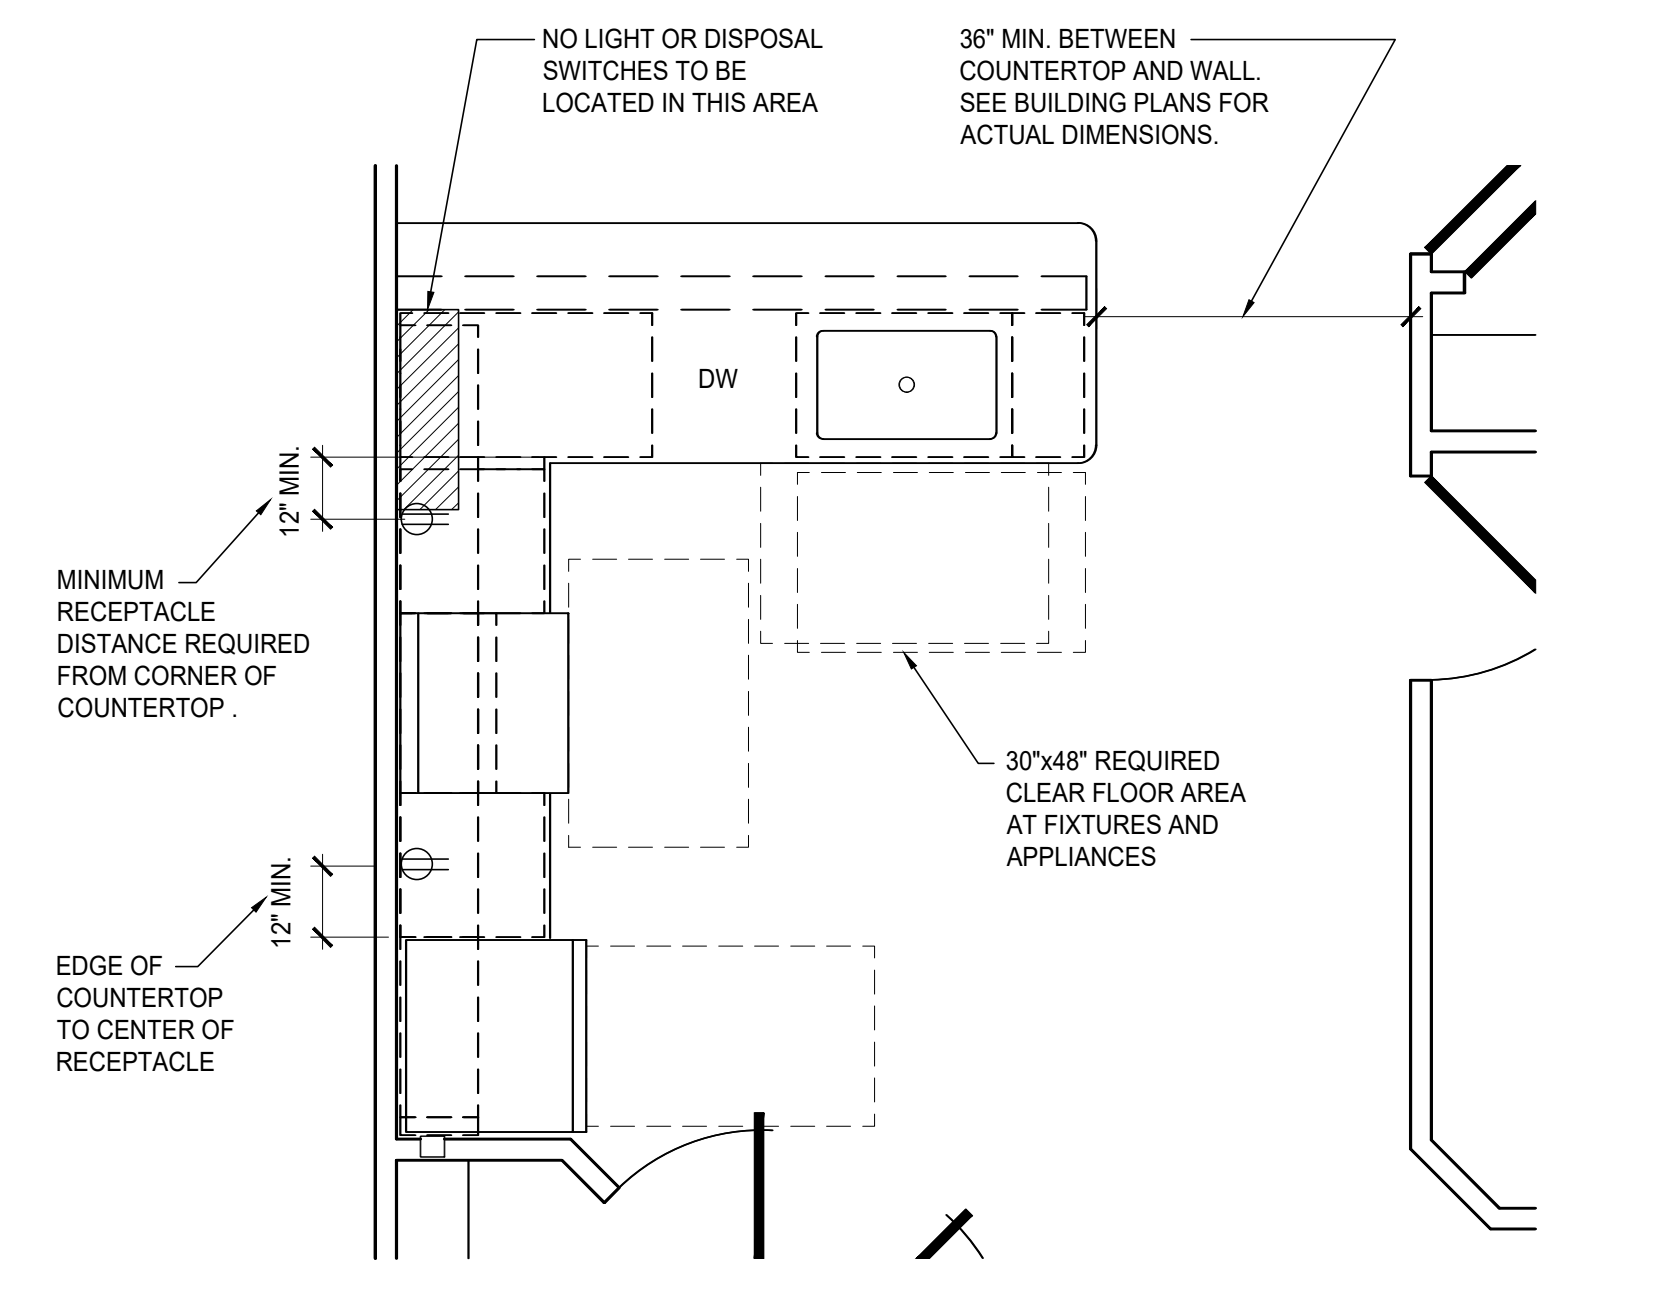 NO LIGHT OR DISPOSAL
SWITCHES TO BE
LOCATED IN THIS AREA
36" MIN. BETWEEN
COUNTERTOP AND WALL.
SEE BUILDING PLANS FOR
ACTUAL DIMENSIONS.
DW
12" MIN.
MINIMUM
RECEPTACLE
DISTANCE REQUIRED
FROM CORNER OF
COUNTERTOP .
30"x48" REQUIRED
CLEAR FLOOR AREA
AT FIXTURES AND
APPLIANCES
12" MIN.
EDGE OF
COUNTERTOP
TO CENTER OF
RECEPTACLE